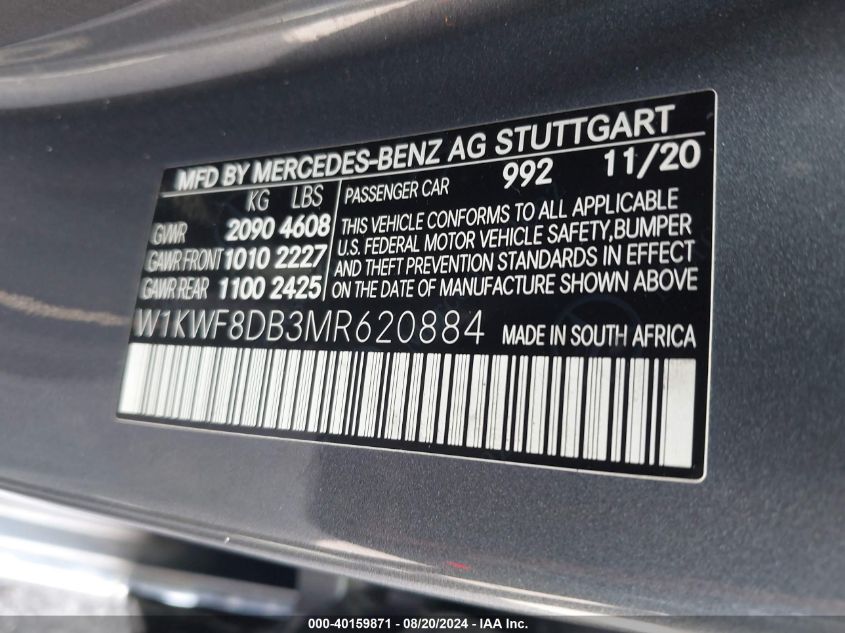 MFD BY MERCEDES-BENZ AG STUTTGART
KG LBS
GVWR 2090 4608
GAWR FRONT 1010 2227
GAWR REAR 1100 2425
PASSENGER CAR 992 11/20
THIS VEHICLE CONFORMS TO ALL APPLICABLE
U.S. FEDERAL MOTOR VEHICLE SAFETY,BUMPER
AND THEFT PREVENTION STANDARDS IN EFFECT
ON THE DATE OF MANUFACTURE SHOWN ABOVE
W1KWF8DB3MR620884 MADE IN SOUTH AFRICA
000-40159871 - 08/20/2024 - IAA Inc.